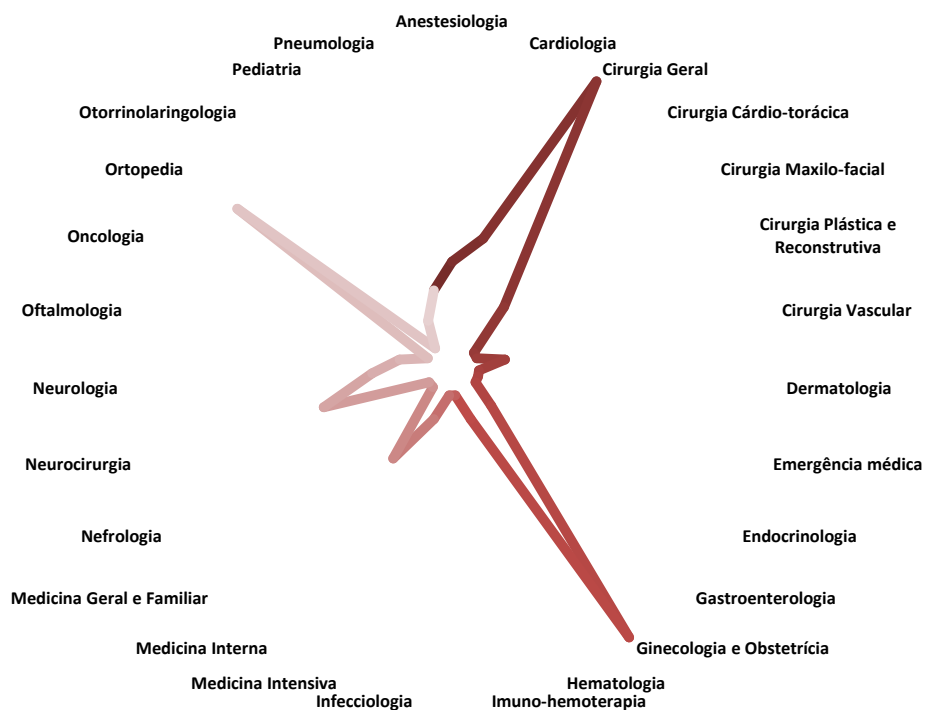 Anestesiologia
Cardiologia
Cirurgia Geral
Cirurgia Cárdio-torácica
Cirurgia Maxilo-facial
Cirurgia Plástica e
Reconstrutiva
Cirurgia Vascular
Dermatologia
Emergência médica
Endocrinologia
Gastroenterologia
Ginecologia e Obstetrícia
Hematologia
Imuno-hemoterapia
Infecciologia
Medicina Intensiva
Medicina Interna
Medicina Geral e Familiar
Nefrologia
Neurocirurgia
Neurologia
Oftalmologia
Oncologia
Ortopedia
Otorrinolaringologia
Pediatria
Pneumologia